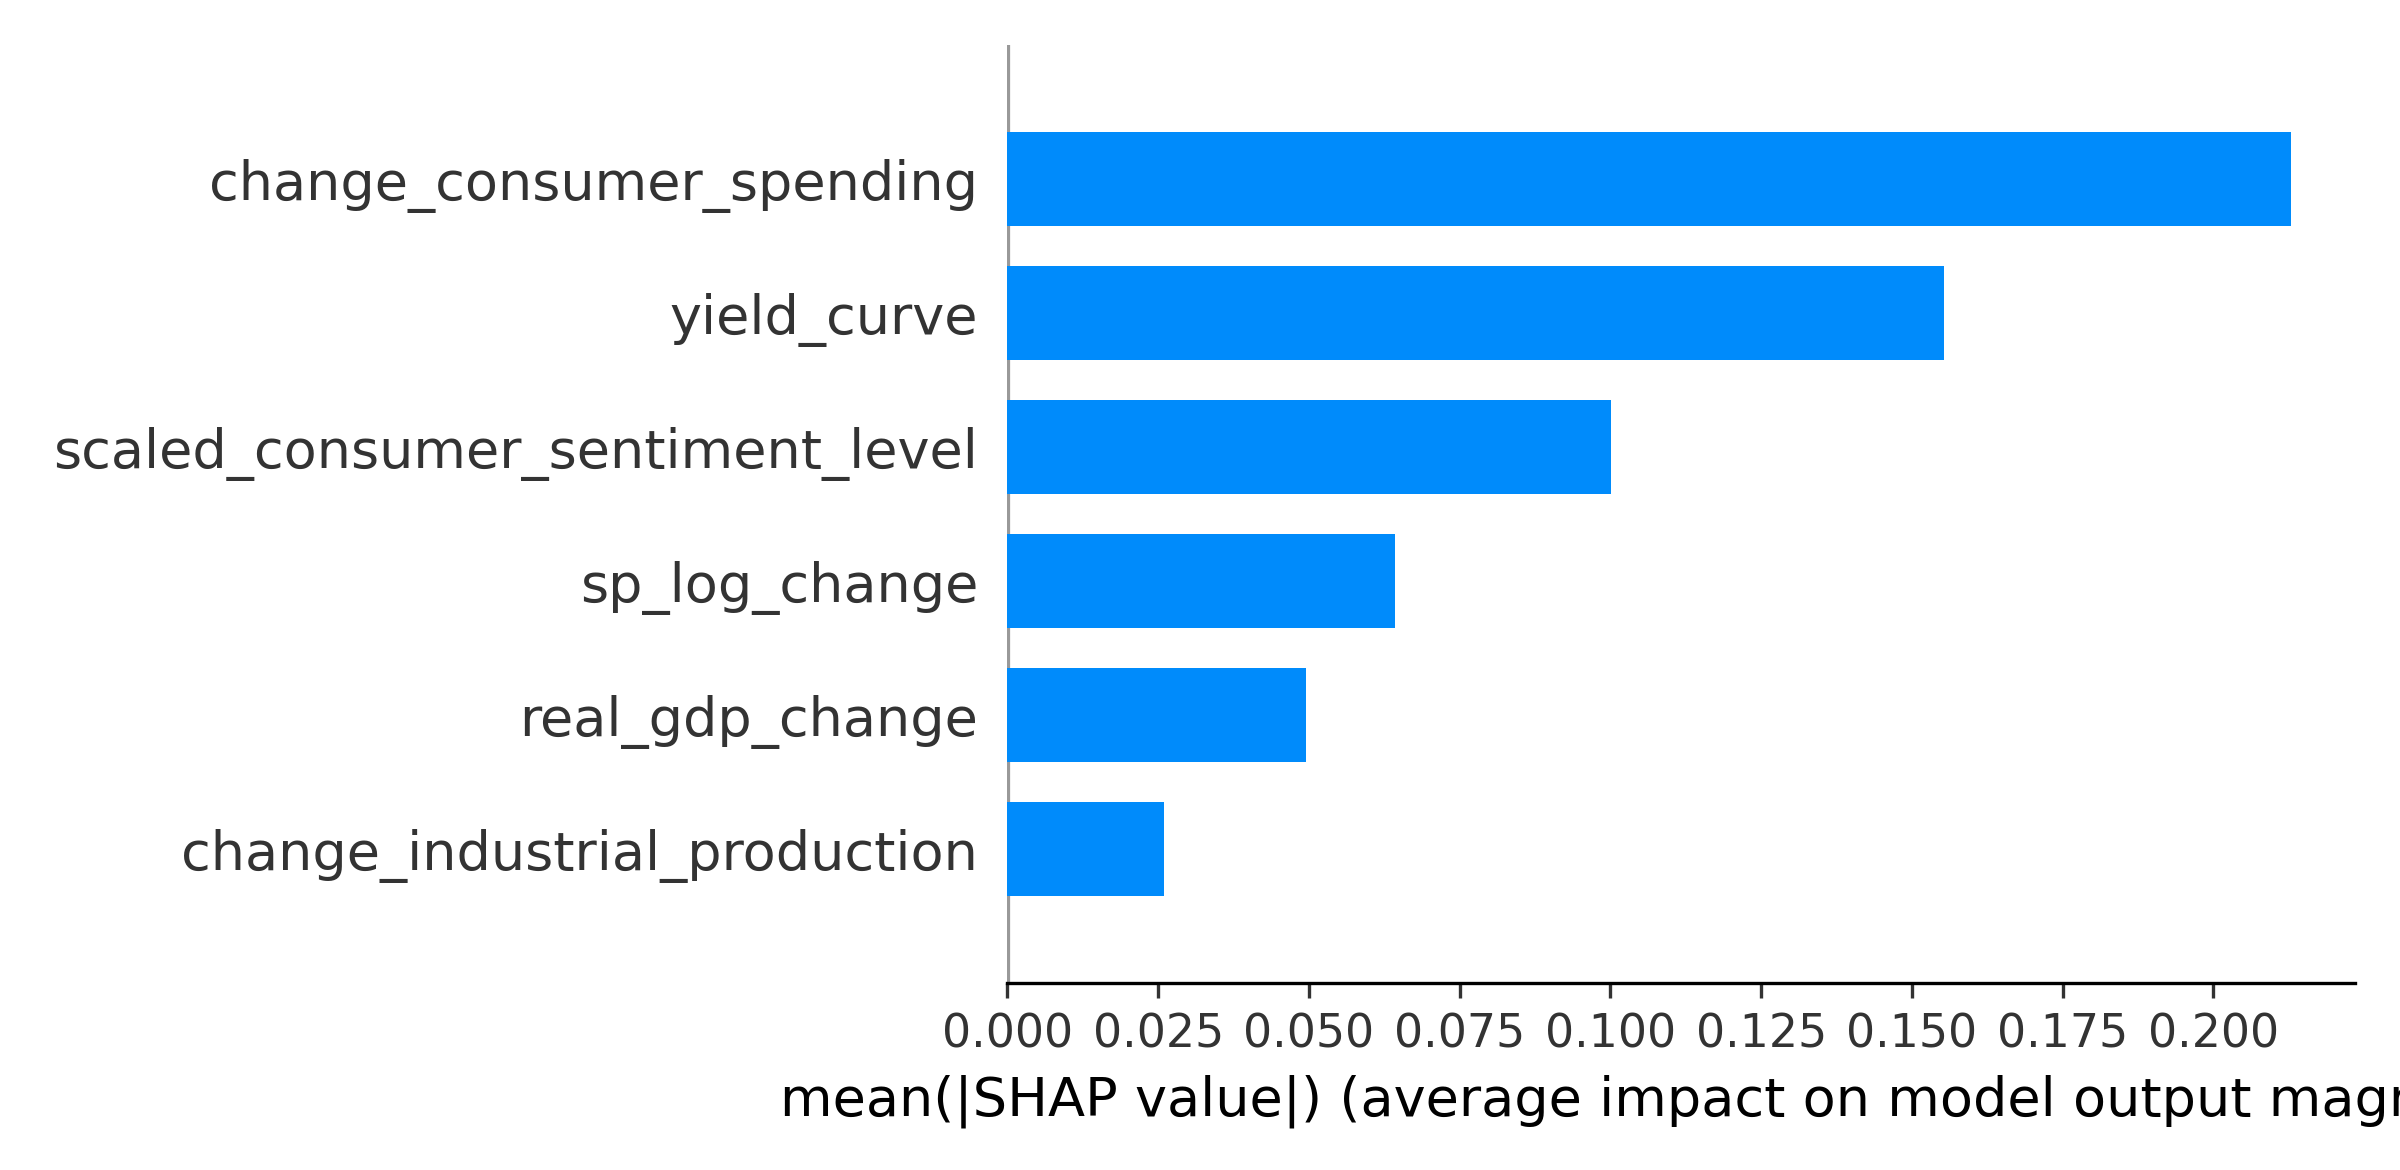 change_consumer_spending
yield_curve
scaled_consumer_sentiment_level
sp_log_change
real_gdp_change
change_industrial_production
0.000 0.025 0.050 0.075 0.100 0.125 0.150 0.175 0.200
mean(|SHAP value|) (average impact on model output